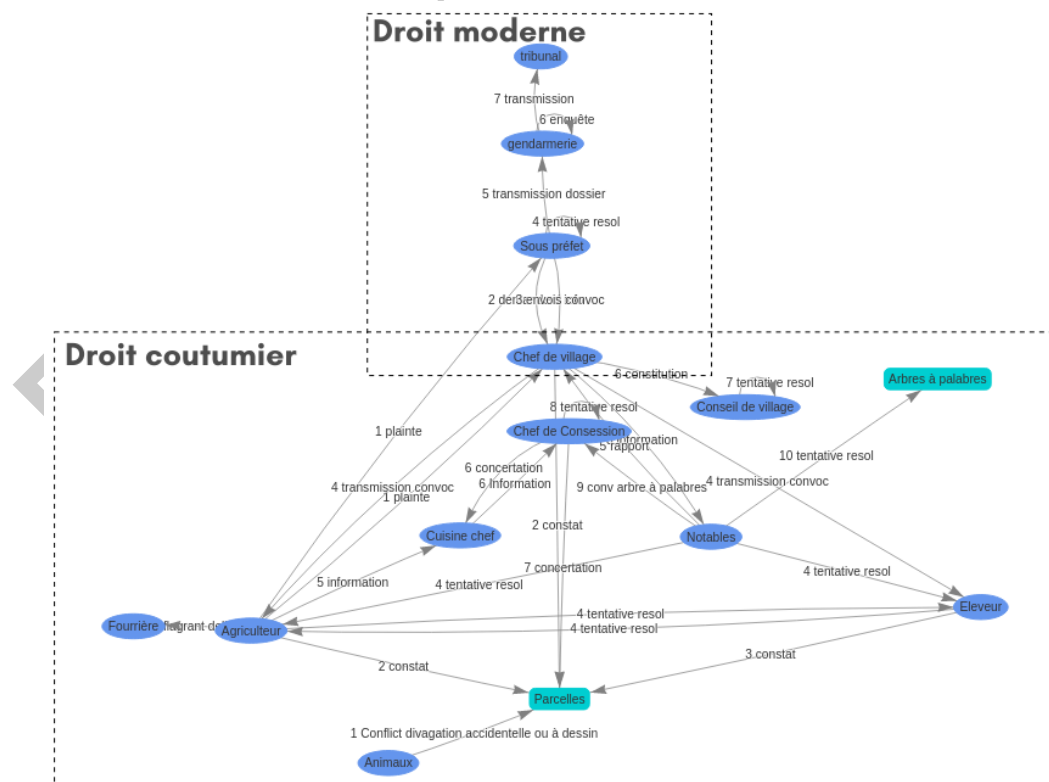 Droit moderne
tribunal
7 transmission
6 enquête
gendarmerie
5 transmission dossier
4 tentative resol
Sous préfet
convoc
Droit coutumier
Chef de village
6 constitution
Arbres à palabres
7 tentative resol
Conseil de village
8 tentative resol
Chef de Consession
1 plainte
5 rapport
10 tentative resol
6 concertation
6 Information
4 transmission convoc
4 transmission convoc
9 conv arbre à palabres
1 plainte
2 constat
Cuisine chef
Notables
7 concertation
4 tentative resol
5 information
4 tentative resol
Eleveur
4 tentative resol
Fourrière
Agriculteur
4 tentative resol
3 constat
2 constat
Parcelles
1 Conflict divagation accidentelle ou à dessin
Animaux